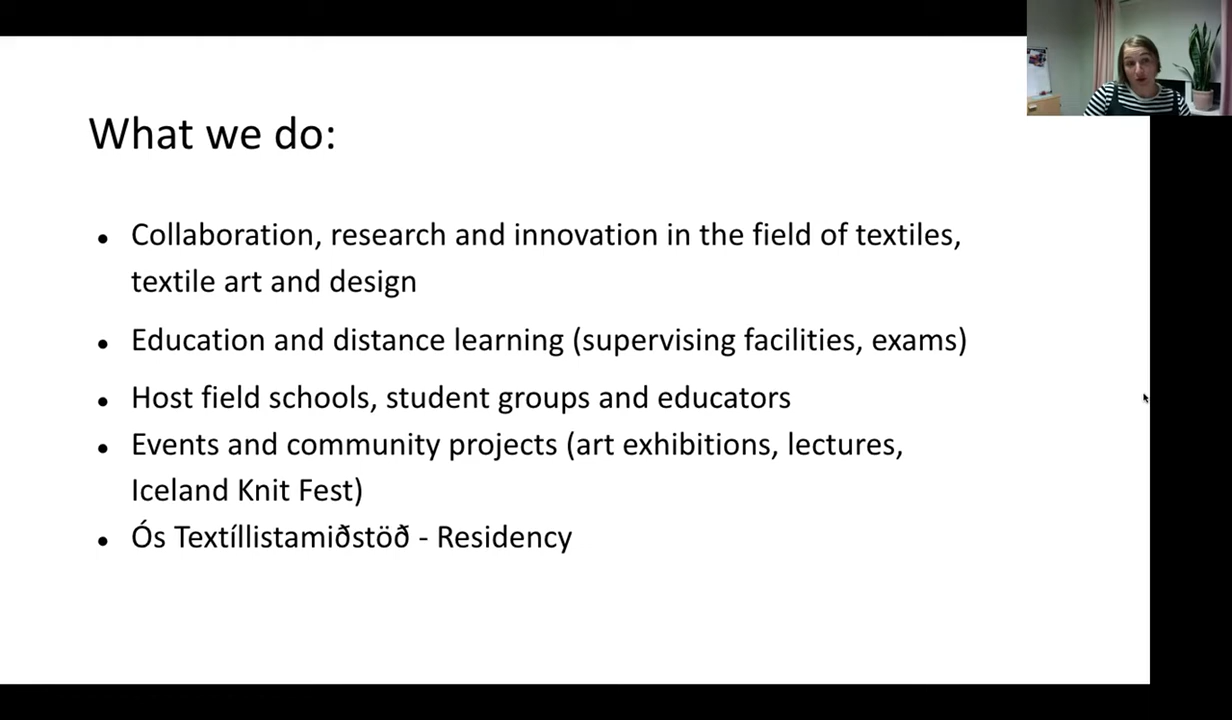 What we do:
• Collaboration, research and innovation in the field of textiles,
textile art and design
• Education and distance learning (supervising facilities, exams)
• Host field schools, student groups and educators
• Events and community projects (art exhibitions, lectures,
Iceland Knit Fest)
• Ós Textíllistamiðstöð - Residency